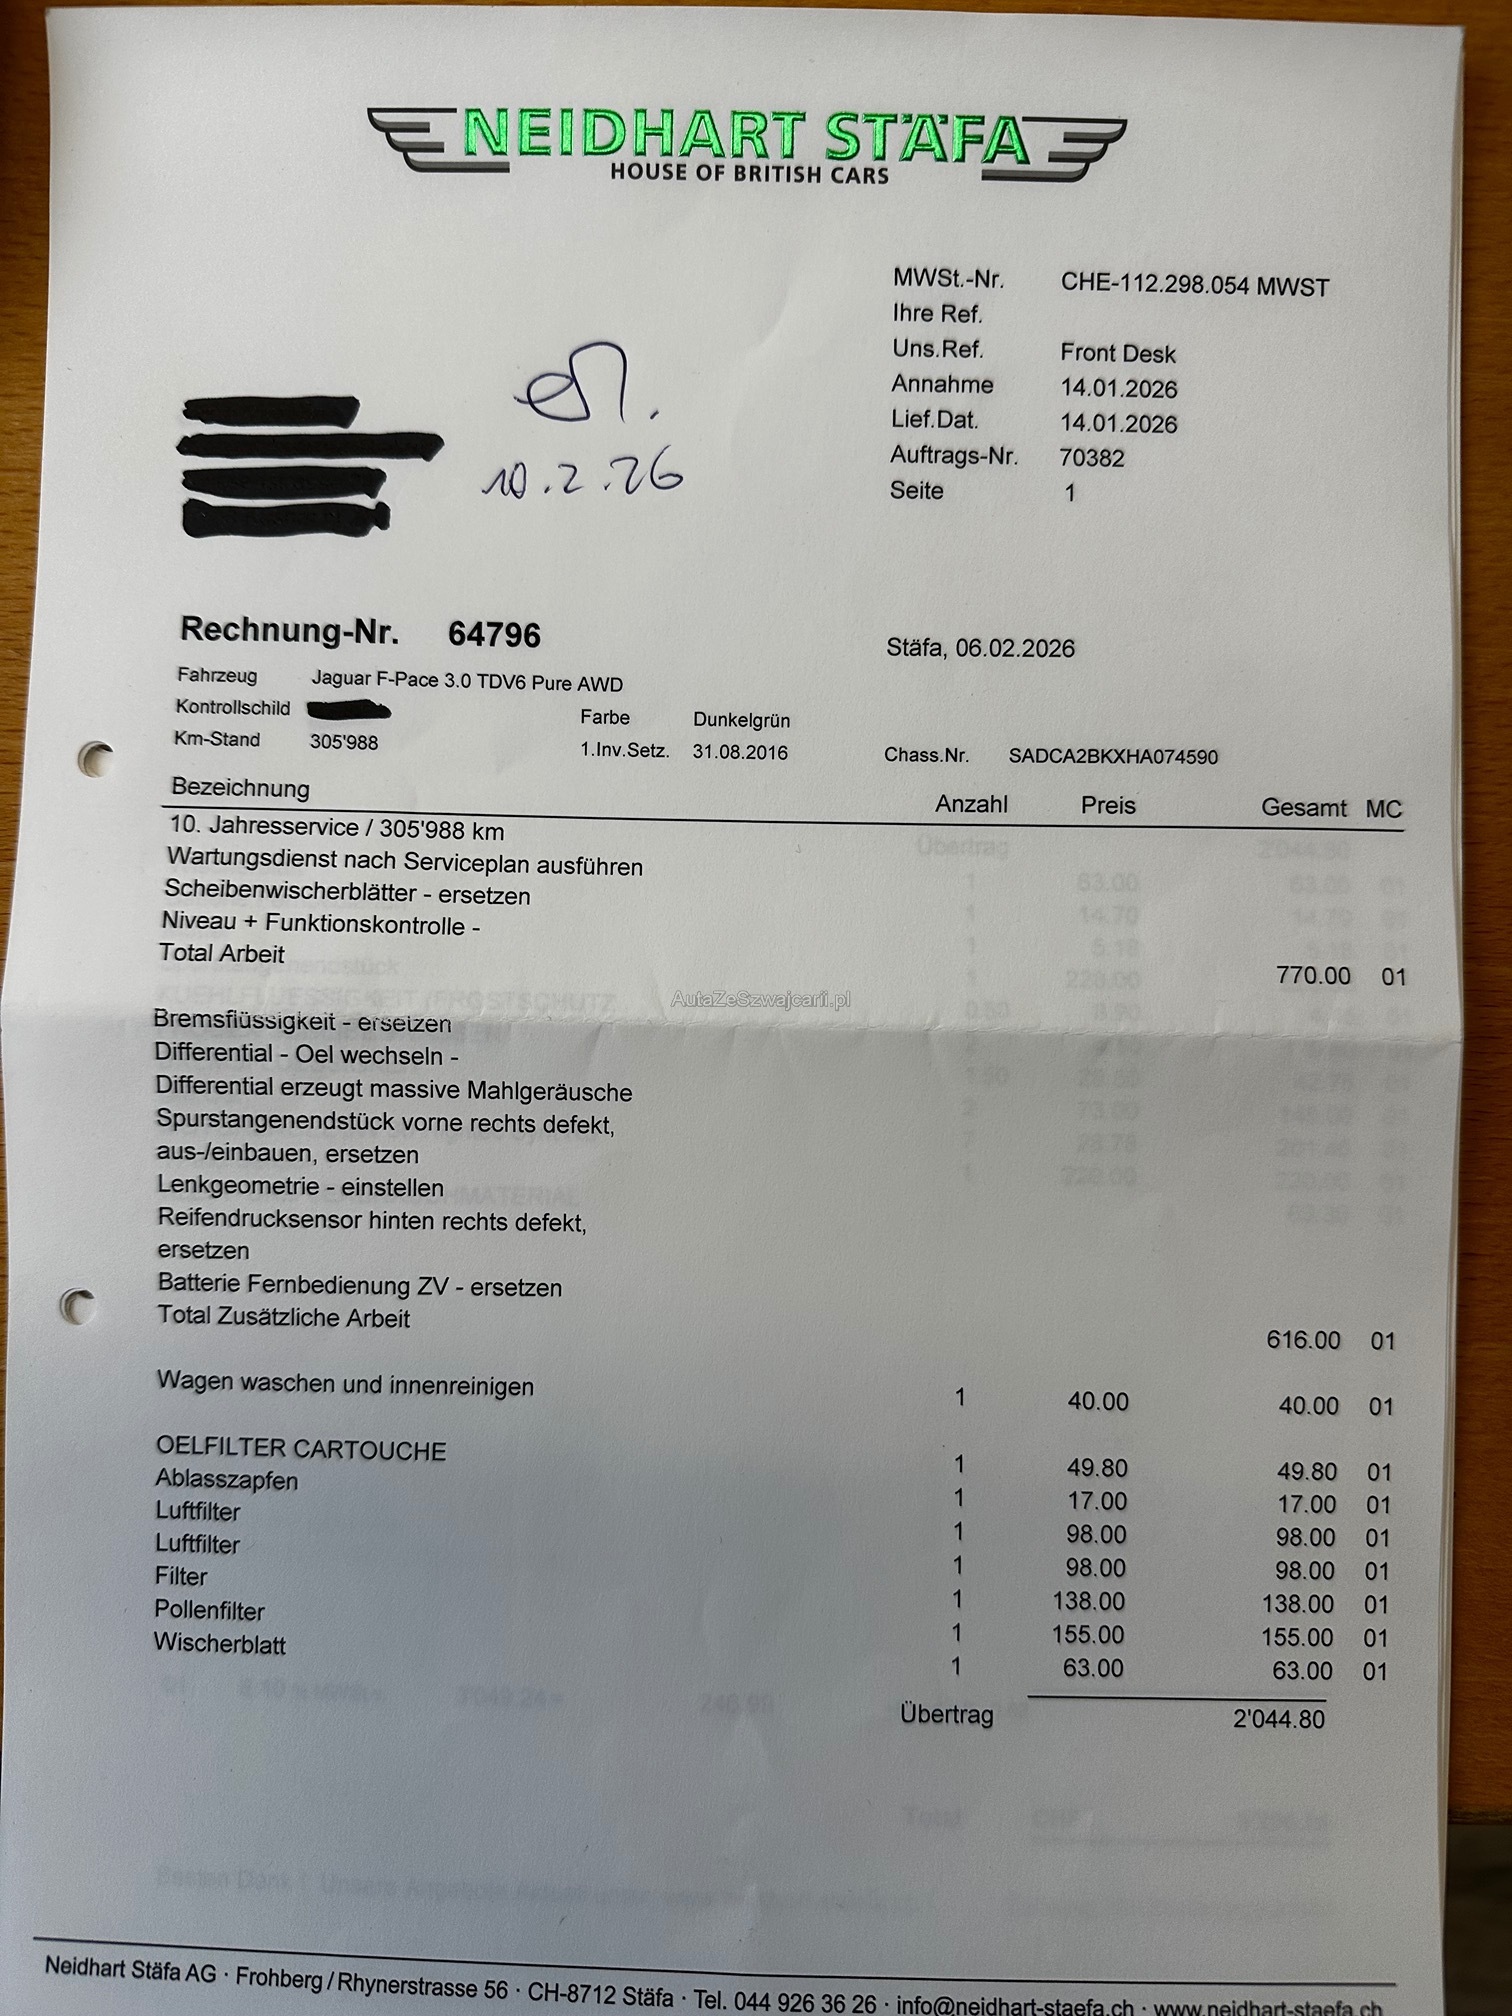 NEIDHART STÄFA
HOUSE OF BRITISH CARS
MWSt.-Nr. CHE-112.298.054 MWST
Ihre Ref.
Uns.Ref. Front Desk
Annahme 14.01.2026
Lief.Dat. 14.01.2026
Auftrags-Nr. 70382
Seite 1
10.2.26
Rechnung-Nr. 64796
Stäfa, 06.02.2026
Fahrzeug Jaguar F-Pace 3.0 TDV6 Pure AWD
Kontrollschild Farbe Dunkelgrün
Km-Stand 305'988 1.Inv.Setz. 31.08.2016 Chass.Nr. SADCA2BKXHA074590
Bezeichnung Anzahl Preis Gesamt MC
10. Jahresservice / 305'988 km
Wartungsdienst nach Serviceplan ausführen
Scheibenwischerblätter - ersetzen
Niveau + Funktionskontrolle -
Total Arbeit 770.00 01
AutaZeSzwajcarii.pl
Bremsflüssigkeit - ersetzen
Differential - Oel wechseln -
Differential erzeugt massive Mahlgeräusche
Spurstangenendstück vorne rechts defekt,
aus-/einbauen, ersetzen
Lenkgeometrie - einstellen
Reifendrucksensor hinten rechts defekt,
ersetzen
Batterie Fernbedienung ZV - ersetzen
Total Zusätzliche Arbeit 616.00 01
Wagen waschen und innenreinigen 1 40.00 40.00 01
OELFILTER CARTOUCHE 1 49.80 49.80 01
Ablasszapfen 1 17.00 17.00 01
Luftfilter 1 98.00 98.00 01
Luftfilter 1 98.00 98.00 01
Filter 1 138.00 138.00 01
Pollenfilter 1 155.00 155.00 01
Wischerblatt 1 63.00 63.00 01
Übertrag 2'044.80
Neidhart Stäfa AG · Frohberg / Rhynerstrasse 56 · CH-8712 Stäfa · Tel. 044 926 36 26 · info@neidhart-staefa.ch · www.neidhart-staefa.ch